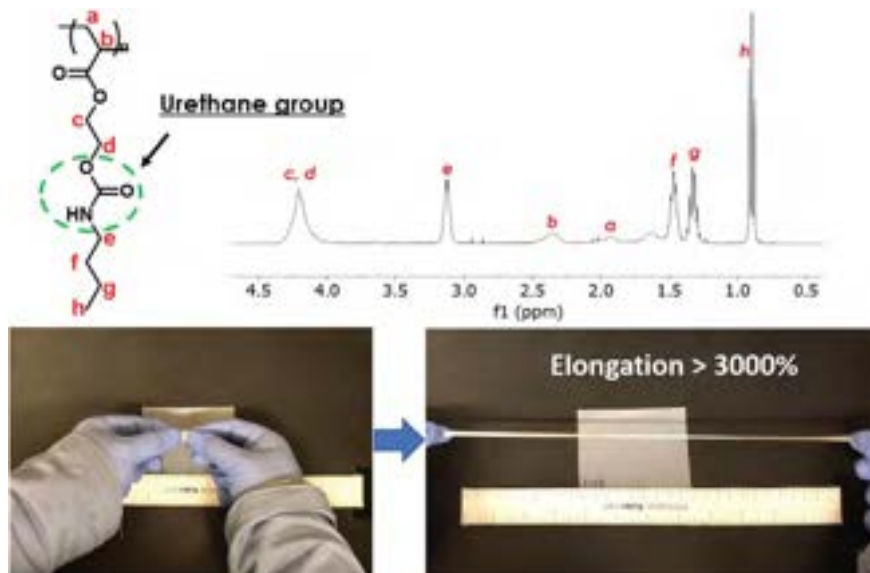 a
b
n
O
O
c
Urethane group
d
O
O
HN
e
f
g
h
c, d
e
b
a
f
g
h
4.5 4.0 3.5 3.0 2.5 2.0 1.5 1.0 0.5
f1 (ppm)
Elongation > 3000%